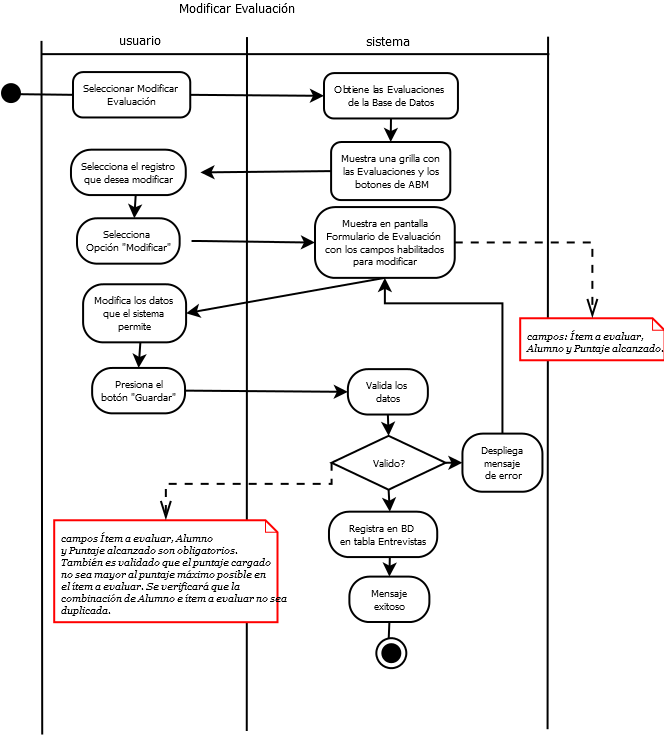 Modificar Evaluación
usuario
sistema
Seleccionar Modificar
Evaluación
Obtiene las Evaluaciones
de la Base de Datos
Muestra una grilla con
las Evaluaciones y los
botones de ABM
Selecciona el registro
que desea modificar
Selecciona
Opción "Modificar"
Muestra en pantalla
Formulario de Evaluación
con los campos habilitados
para modificar
Modifica los datos
que el sistema
permite
campos: Ítem a evaluar,
Alumno y Puntaje alcanzado.
Presiona el
botón "Guardar"
Valida los
datos
Valido?
Despliega
mensaje
de error
campos Ítem a evaluar, Alumno
y Puntaje alcanzado son obligatorios.
También es validado que el puntaje cargado
no sea mayor al puntaje máximo posible en
el ítem a evaluar. Se verificará que la
combinación de Alumno e ítem a evaluar no sea
duplicada.
Registra en BD
en tabla Entrevistas
Mensaje
exitoso